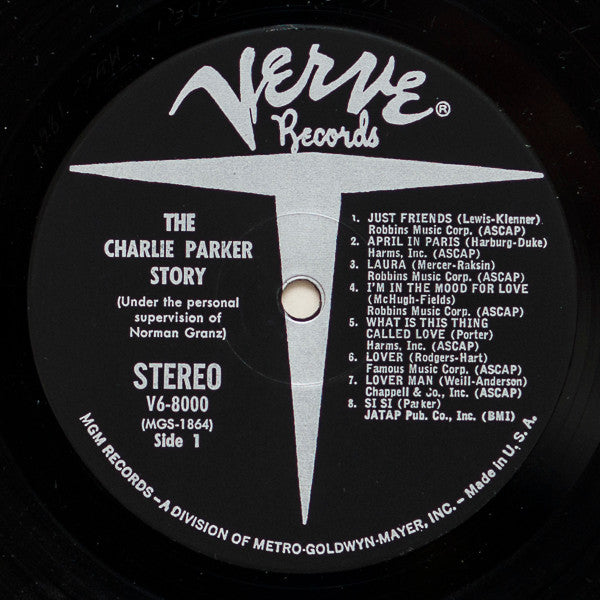 Verve®
Records
THE
CHARLIE PARKER
STORY
(Under the personal
supervision of
Norman Granz)
STEREO
V6-8000
(MGS-1864)
Side 1
1. JUST FRIENDS (Lewis-Klenner)
Robbins Music Corp. (ASCAP)
2. APRIL IN PARIS (Harburg-Duke)
Harms, Inc. (ASCAP)
3. LAURA (Mercer-Raksin)
Robbins Music Corp. (ASCAP)
4. I'M IN THE MOOD FOR LOVE
(McHugh-Fields)
Robbins Music Corp. (ASCAP)
5. WHAT IS THIS THING
CALLED LOVE (Porter)
Harms, Inc. (ASCAP)
6. LOVER (Rodgers-Hart)
Famous Music Corp. (ASCAP)
7. LOVER MAN (Weill-Anderson)
Chappell & Co., Inc. (ASCAP)
8. SI SI (Parker)
JATAP Pub. Co., Inc. (BMI)
MGM RECORDS – A DIVISION OF METRO-GOLDWYN-MAYER, INC. – Made in U.S.A.